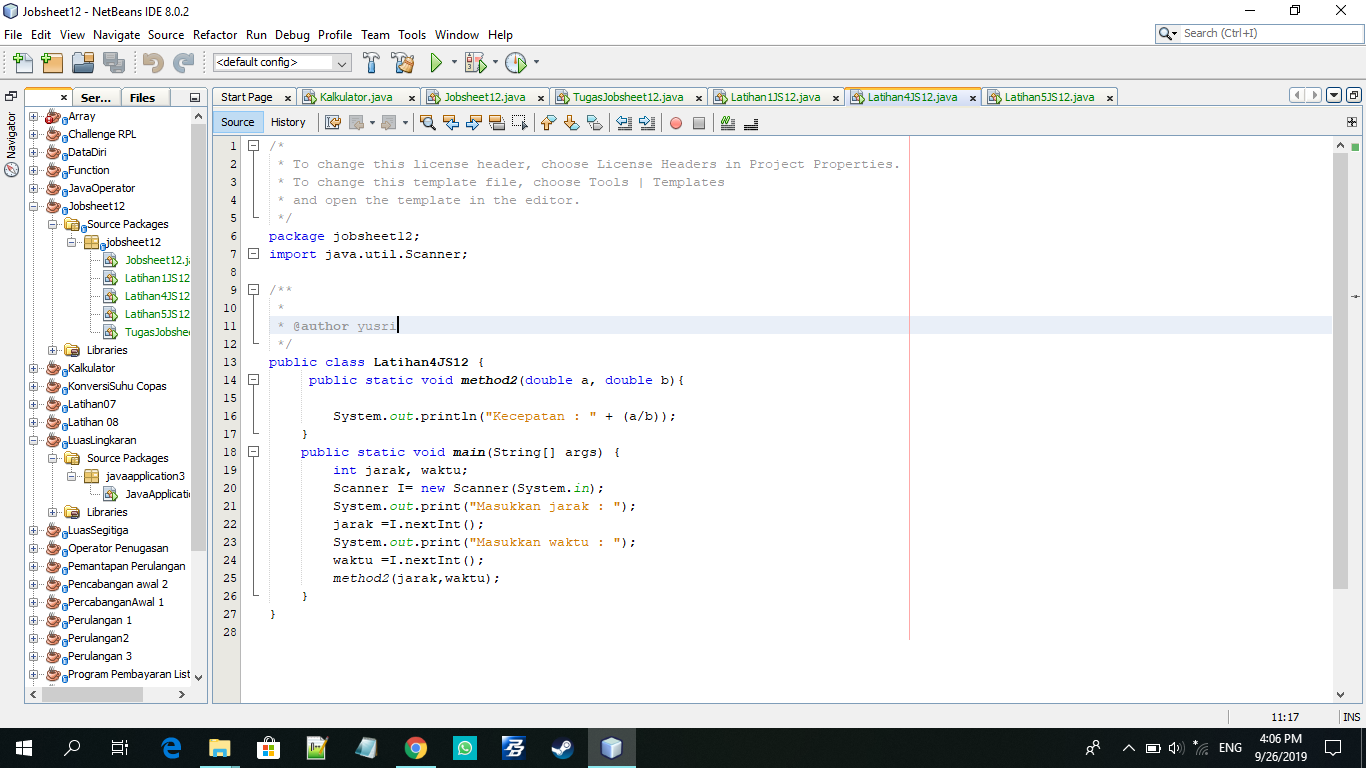 Jobsheet12 - NetBeans IDE 8.0.2
File Edit View Navigate Source Refactor Run Debug Profile Team Tools Window Help
Search (Ctrl+I)
<default config>
Navigator
Ser... Files
Array
Challenge RPL
DataDiri
Function
JavaOperator
Jobsheet12
Source Packages
jobsheet12
Jobsheet12.ja
Latihan1JS12
Latihan4JS12
Latihan5JS12
TugasJobshee
Libraries
Kalkulator
KonversiSuhu Copas
Latihan07
Latihan 08
LuasLingkaran
Source Packages
javaapplication3
JavaApplicati
Libraries
LuasSegitiga
Operator Penugasan
Pemantapan Perulangan
Pencabangan awal 2
PercabanganAwal 1
Perulangan 1
Perulangan2
Perulangan 3
Program Pembayaran List
Start Page Kalkulator.java Jobsheet12.java TugasJobsheet12.java Latihan1JS12.java Latihan4JS12.java Latihan5JS12.java
Source History
1 /*
2 * To change this license header, choose License Headers in Project Properties.
3 * To change this template file, choose Tools | Templates
4 * and open the template in the editor.
5 */
6 package jobsheet12;
7 import java.util.Scanner;
8
9 /**
10 *
11 * @author yusri
12 */
13 public class Latihan4JS12 {
14 public static void method2(double a, double b){
15
16 System.out.println("Kecepatan : " + (a/b));
17 }
18 public static void main(String[] args) {
19 int jarak, waktu;
20 Scanner I= new Scanner(System.in);
21 System.out.print("Masukkan jarak : ");
22 jarak =I.nextInt();
23 System.out.print("Masukkan waktu : ");
24 waktu =I.nextInt();
25 method2(jarak,waktu);
26 }
27 }
28
11:17 INS
ENG
4:06 PM
9/26/2019